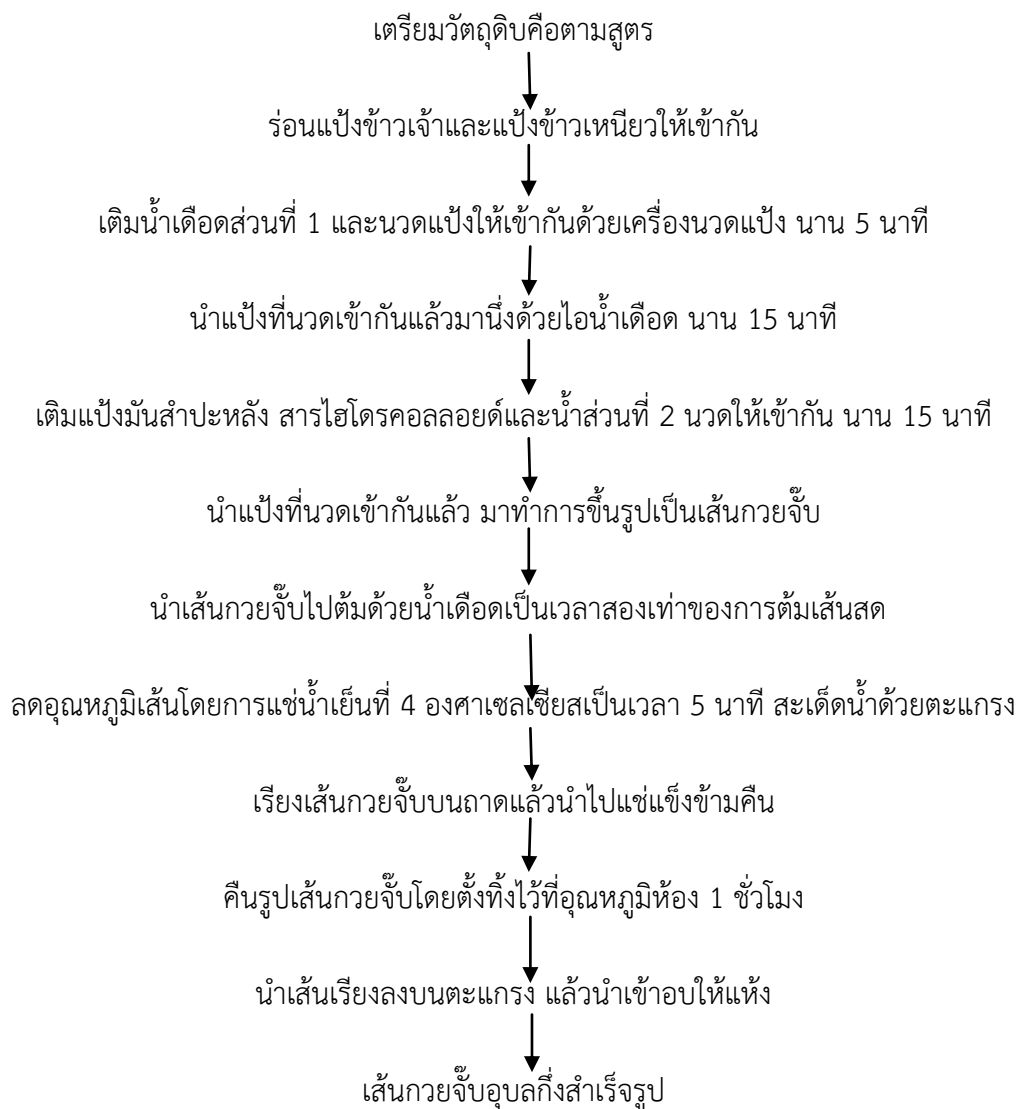 เตรียมวัตถุดิบคือตามสูตร
ร่อนแป้งข้าวเจ้าและแป้งข้าวเหนียวให้เข้ากัน
เติมน้ำเดือดส่วนที่ 1 และนวดแป้งให้เข้ากันด้วยเครื่องนวดแป้ง นาน 5 นาที
นำแป้งที่นวดเข้ากันแล้วมานึ่งด้วยไอน้ำเดือด นาน 15 นาที
เติมแป้งมันสำปะหลัง สารไฮโดรคอลลอยด์และน้ำส่วนที่ 2 นวดให้เข้ากัน นาน 15 นาที
นำแป้งที่นวดเข้ากันแล้ว มาทำการขึ้นรูปเป็นเส้นกวยจั๊บ
นำเส้นกวยจั๊บไปต้มด้วยน้ำเดือดเป็นเวลาสองเท่าของการต้มเส้นสด
ลดอุณหภูมิเส้นโดยการแช่น้ำเย็นที่ 4 องศาเซลเซียสเป็นเวลา 5 นาที สะเด็ดน้ำด้วยตะแกรง
เรียงเส้นกวยจั๊บบนถาดแล้วนำไปแช่แข็งข้ามคืน
คืนรูปเส้นกวยจั๊บโดยตั้งทิ้งไว้ที่อุณหภูมิห้อง 1 ชั่วโมง
นำเส้นเรียงลงบนตะแกรง แล้วนำเข้าอบให้แห้ง
เส้นกวยจั๊บอุบลกึ่งสำเร็จรูป